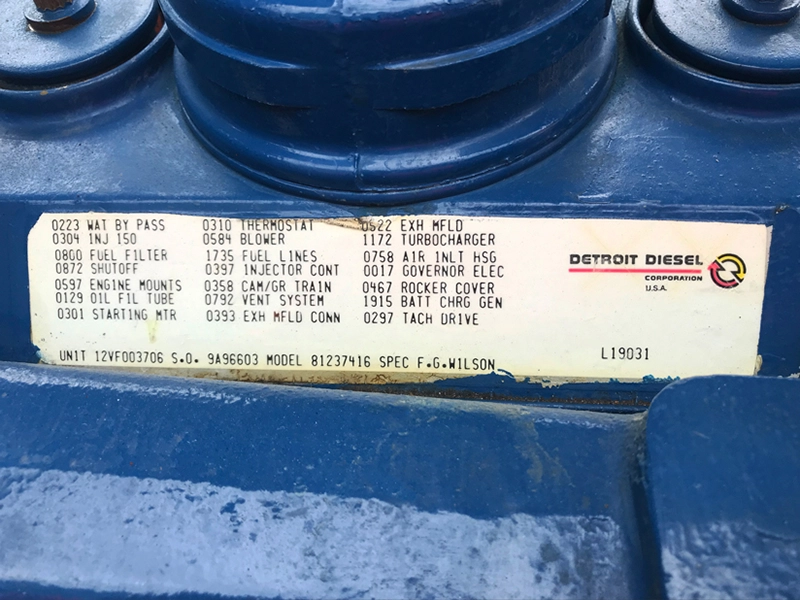 0223 WAT BY PASS 0310 THERMOSTAT 0522 EXH MFLD
0304 INJ 150 0584 BLOWER 1172 TURBOCHARGER
0800 FUEL FILTER 1735 FUEL LINES 0758 AIR INLT HSG
0872 SHUTOFF 0397 INJECTOR CONT 0017 GOVERNOR ELEC
0597 ENGINE MOUNTS 0358 CAM/GR TRAIN 0467 ROCKER COVER
0129 OIL FIL TUBE 0792 VENT SYSTEM 1915 BATT CHRG GEN
0301 STARTING MTR 0393 EXH MFLD CONN 0297 TACH DRIVE
DETROIT DIESEL
CORPORATION
U.S.A.
L19031
UNIT 12VF003706 S.O. 9A96603 MODEL 81237416 SPEC F.G.WILSON